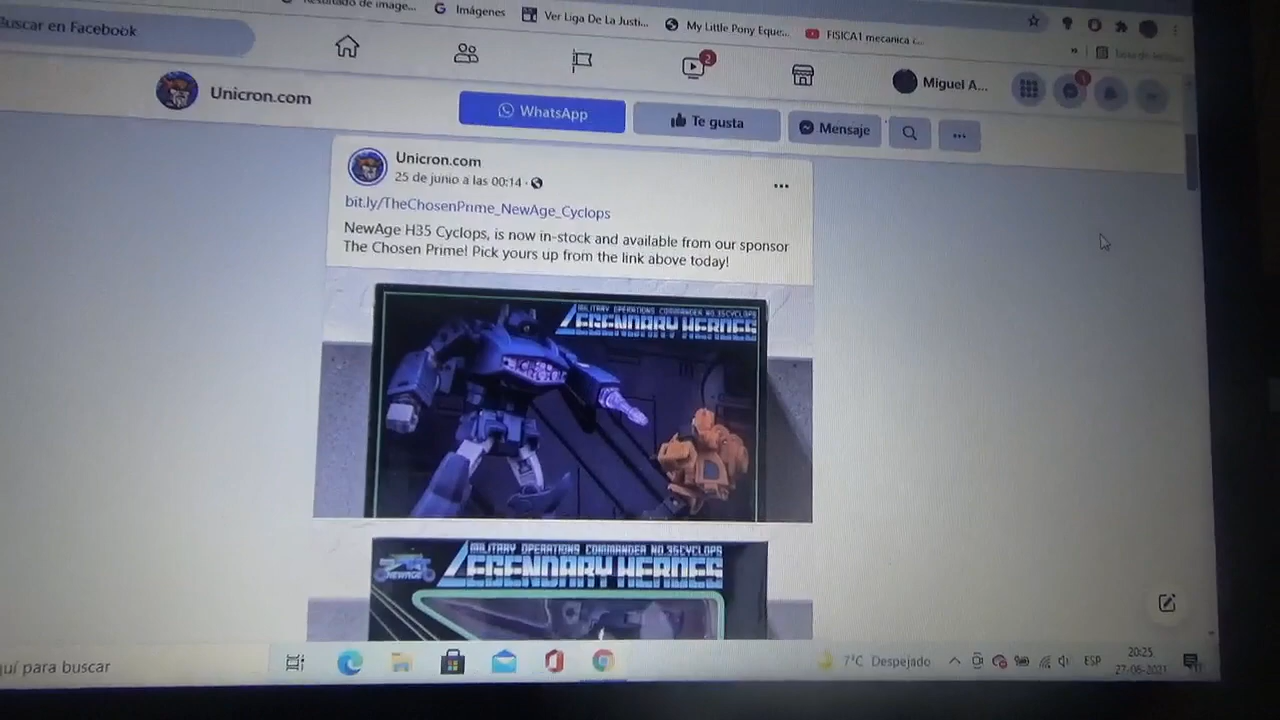 Resultado de image...
Imágenes
Ver Liga De La Justi...
My Little Pony Eque...
FISICA1 mecanica c...
Buscar en Facebook
2
Miguel A...
1
Unicron.com
WhatsApp
Te gusta
Mensaje
Unicron.com
25 de junio a las 00:14 ·
bit.ly/TheChosenPrime_NewAge_Cyclops
NewAge H35 Cyclops, is now in-stock and available from our sponsor
The Chosen Prime! Pick yours up from the link above today!
MILITARY OPERATIONS COMMANDER NO.35CYCLOPS
LEGENDARY HEROES
MILITARY OPERATIONS COMMANDER NO.35CYCLOPS
NEWAGE
LEGENDARY HEROES
quí para buscar
7°C Despejado
ESP
20:25
27-06-2021